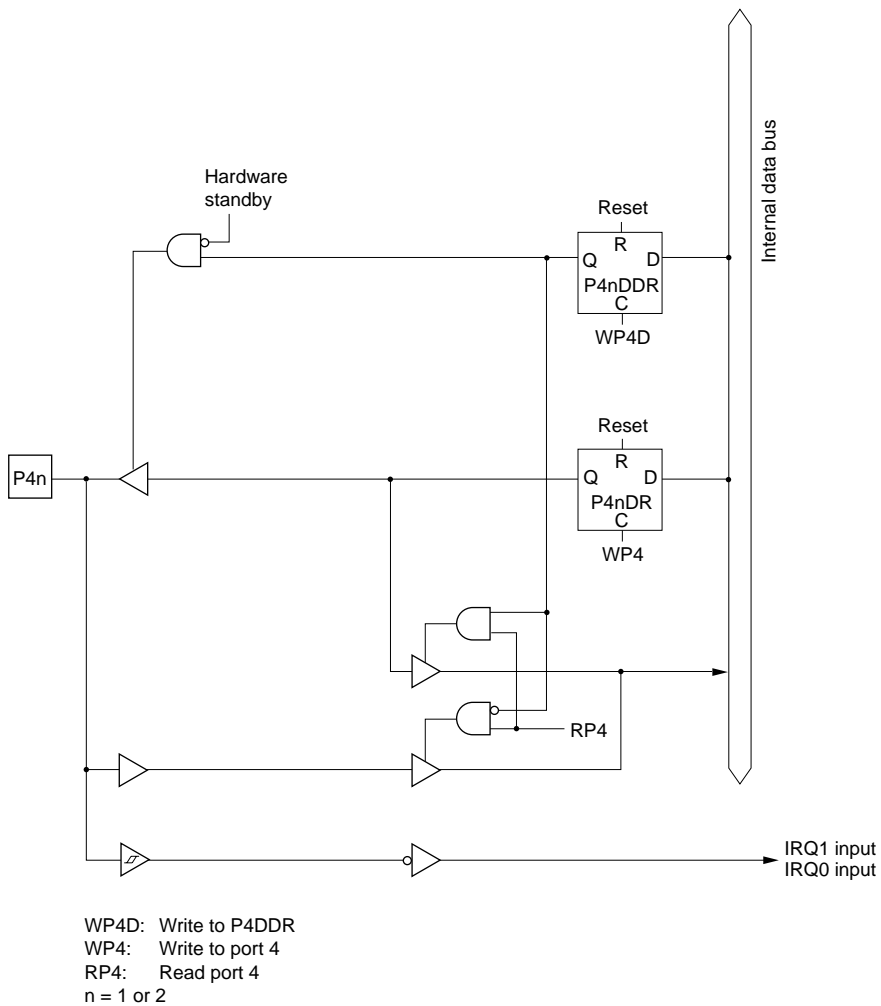 Hardware
standby
Reset
R
Q
D
P4nDDR
C
WP4D
Internal data bus
Reset
R
P4n
Q
D
P4nDR
C
WP4
RP4
IRQ1 input
IRQ0 input
WP4D: Write to P4DDR
WP4: Write to port 4
RP4: Read port 4
n = 1 or 2